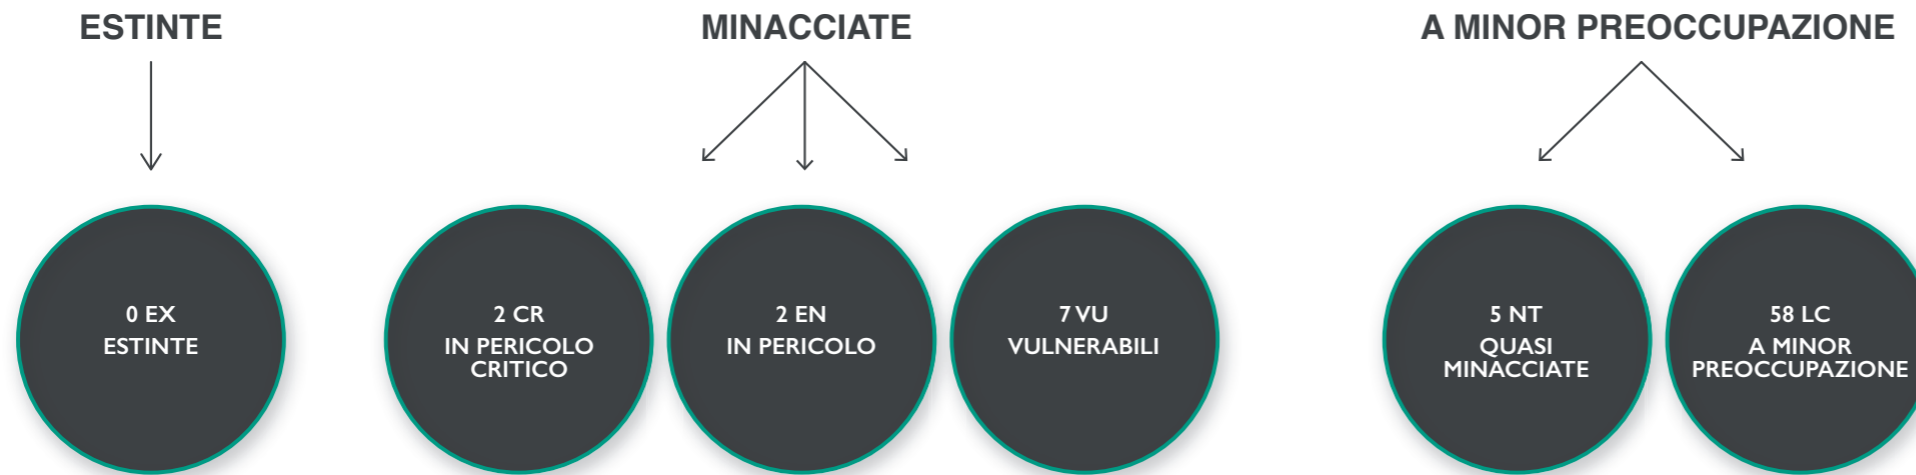 ESTINTE
MINACCIATE
A MINOR PREOCCUPAZIONE
0 EX
ESTINTE
2 CR
IN PERICOLO
CRITICO
2 EN
IN PERICOLO
7 VU
VULNERABILI
5 NT
QUASI
MINACCIATE
58 LC
A MINOR
PREOCCUPAZIONE